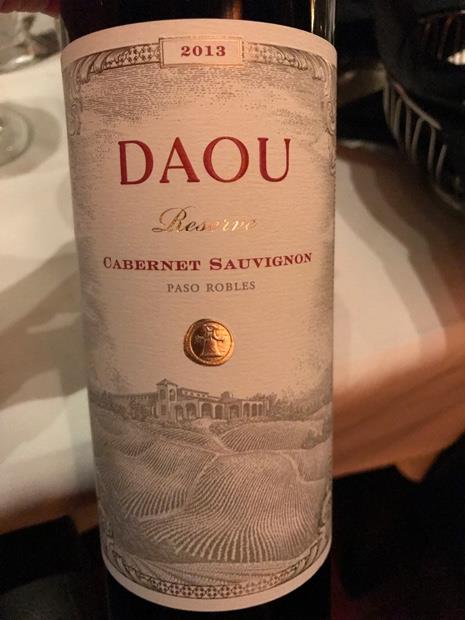 2013
DAOU
Reserve
CABERNET SAUVIGNON
PASO ROBLES